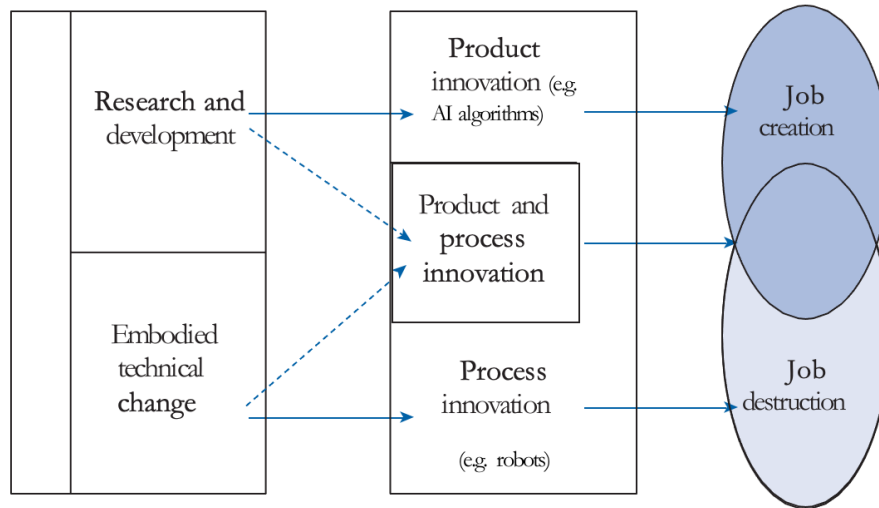 Research and
development
Embodied
technical
change
Product
innovation (e.g.
AI algorithms)
Product and
process
innovation
Process
innovation
(e.g. robots)
Job
creation
Job
destruction